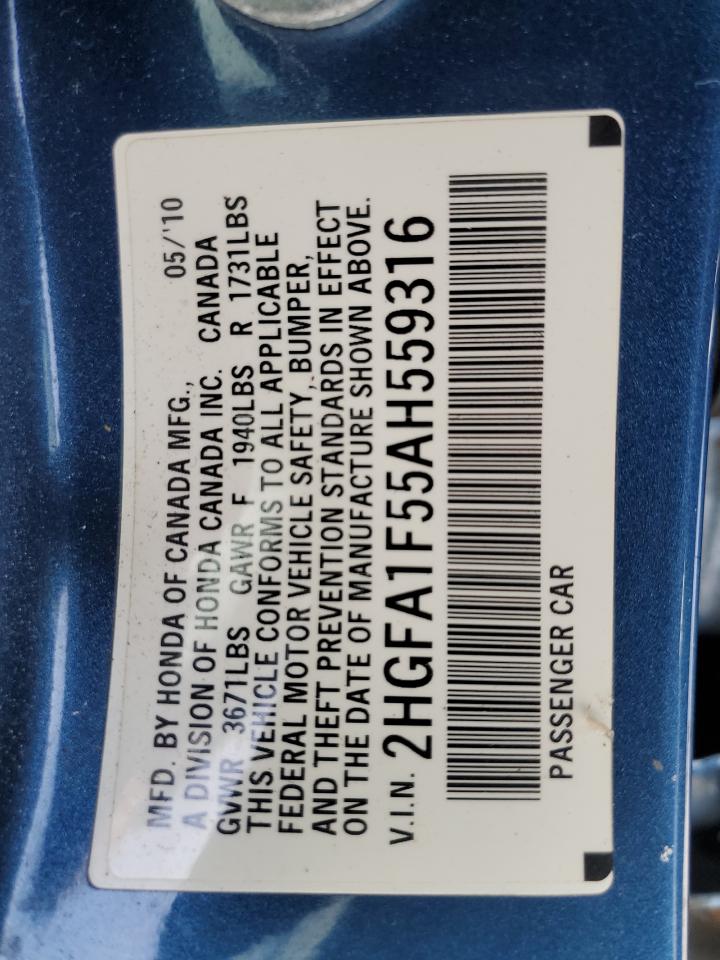 MFD. BY HONDA OF CANADA MFG., 05/'10
A DIVISION OF HONDA CANADA INC. CANADA
GVWR 3671LBS GAWR F 1940LBS R 1731LBS
THIS VEHICLE CONFORMS TO ALL APPLICABLE
FEDERAL MOTOR VEHICLE SAFETY, BUMPER,
AND THEFT PREVENTION STANDARDS IN EFFECT
ON THE DATE OF MANUFACTURE SHOWN ABOVE.
V.I.N. 2HGFA1F55AH559316
PASSENGER CAR